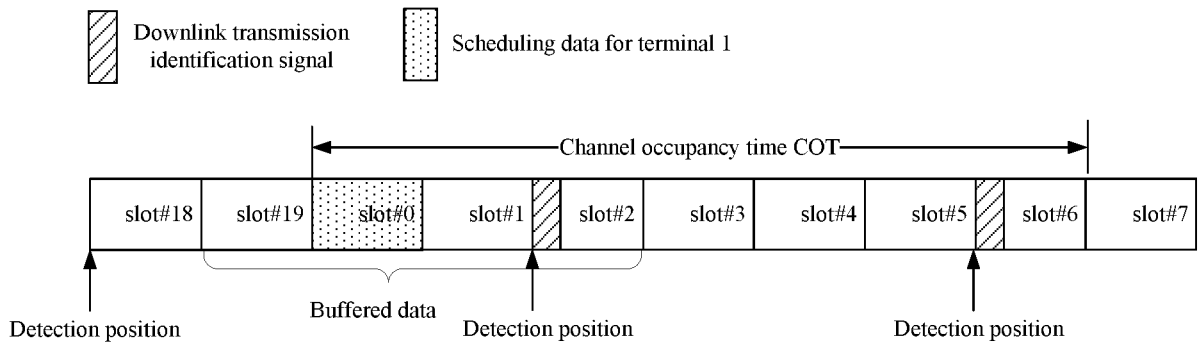 Downlink transmission
identification signal
Scheduling data for terminal 1
Channel occupancy time COT
slot#18 slot#19 slot#0 slot#1 slot#2 slot#3 slot#4 slot#5 slot#6 slot#7
Buffered data
Detection position Detection position Detection position